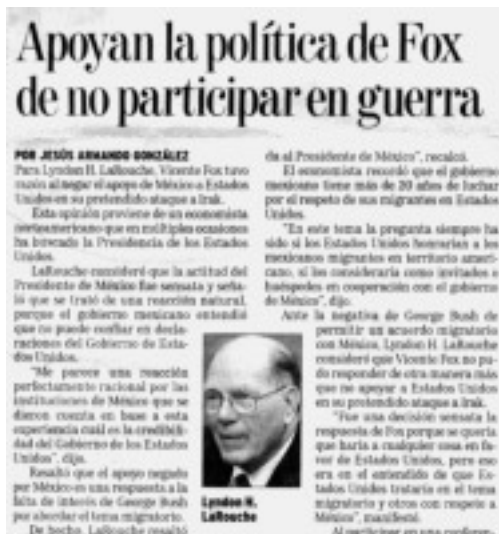 Apoyan la política de Fox
de no participar en guerra
POR JESÚS ARMANDO GONZÁLEZ
Para Lyndon H. LaRouche, Vicente Fox tuvo
razón al negar el apoyo de México a Estados
Unidos en su pretendido ataque a Irak.
Esta opinión proviene de un economista
norteamericano que en múltiples ocasiones
ha buscado la Presidencia de los Estados
Unidos.
LaRouche consideró que la actitud del
Presidente de México fue sensata y seña-
ló que se trató de una reacción natural,
porque el gobierno mexicano entendió
que no puede confiar en decla-
raciones del Gobierno de Esta-
dos Unidos.
"Me parece una reacción
perfectamente racional por las
instituciones de México que se
dieron cuenta en base a esta
experiencia cuál es la credibili-
dad del Gobierno de los Estados
Unidos", dijo.
Resaltó que el apoyo negado
por México es una respuesta a la
falta de interés de George Bush
por abordar el tema migratorio.
De hecho, LaRouche resaltó
Lyndon H.
LaRouche
da al Presidente de México", recalcó.
El economista recordó que el gobierno
mexicano tiene más de 20 años de luchar
por el respeto de sus migrantes en Estados
Unidos.
"En este tema la pregunta siempre ha
sido si los Estados Unidos honrarían a los
mexicanos migrantes en territorio ameri-
cano, si los consideraría como invitados o
huéspedes en cooperación con el gobierno
de México", dijo.
Ante la negativa de George Bush de
permitir un acuerdo migratorio
con México, Lyndon H. LaRouche
consideró que Vicente Fox no pu-
do responder de otra manera más
que no apoyar a Estados Unidos
en su pretendido ataque a Irak.
"Fue una decisión sensata la
respuesta de Fox porque se quería
que haría a cualquier cosa en fa-
vor de Estados Unidos, pero eso
era en el entendido de que Es-
tados Unidos trataría en el tema
migratorio y otros con respeto a
México", manifestó.
Al participar en una conferen-